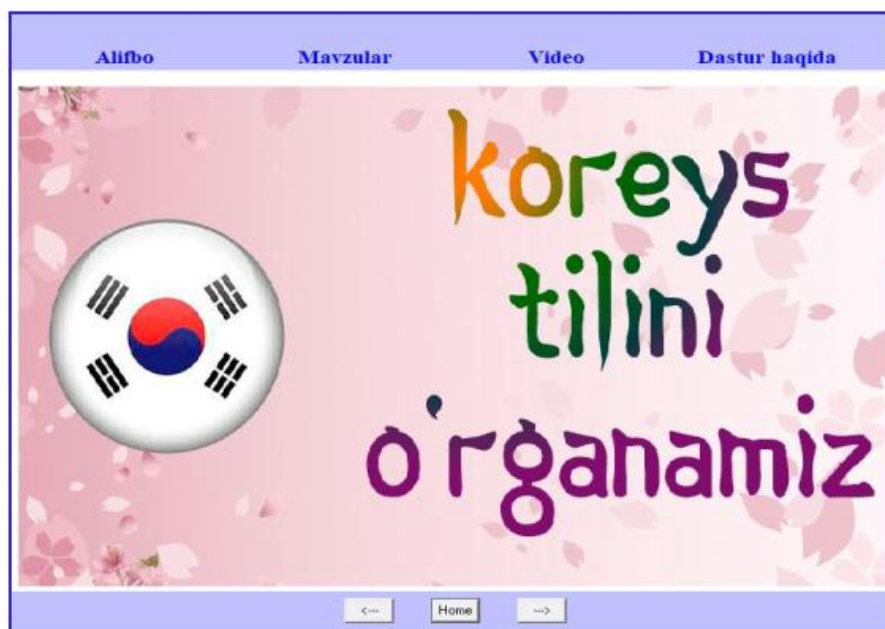 Alifbo Mavzular Video Dastur haqida
koreys
tilini
o'rganamiz
<--- Home --->